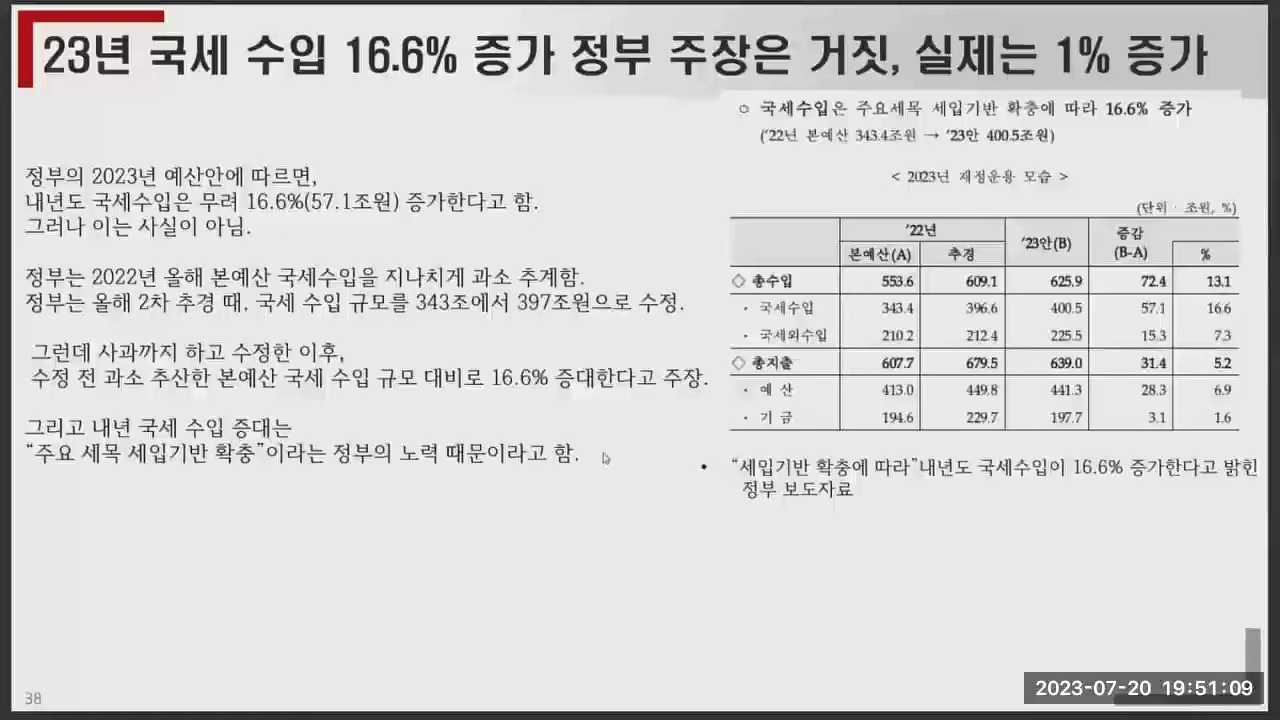 23년 국세 수입 16.6% 증가 정부 주장은 거짓, 실제는 1% 증가
정부의 2023년 예산안에 따르면,
내년도 국세수입은 무려 16.6%(57.1조원) 증가한다고 함.
그러나 이는 사실이 아님.
정부는 2022년 올해 본예산 국세수입을 지나치게 과소 추계함.
정부는 올해 2차 추경 때, 국세 수입 규모를 343조에서 397조원으로 수정.
그런데 사과까지 하고 수정한 이후,
수정 전 과소 추산한 본예산 국세 수입 규모 대비로 16.6% 증대한다고 주장.
그리고 내년 국세 수입 증대는
“주요 세목 세입기반 확충”이라는 정부의 노력 때문이라고 함.
○ 국세수입은 주요세목 세입기반 확충에 따라 16.6% 증가
('22년 본예산 343.4조원 → '23안 400.5조원)
< 2023년 재정운용 모습 >
(단위 : 조원, %)
'22년 '23안(B) 증감
본예산(A) 추경 (B-A) %
◇ 총수입 553.6 609.1 625.9 72.4 13.1
· 국세수입 343.4 396.6 400.5 57.1 16.6
· 국세외수입 210.2 212.4 225.5 15.3 7.3
◇ 총지출 607.7 679.5 639.0 31.4 5.2
· 예 산 413.0 449.8 441.3 28.3 6.9
· 기 금 194.6 229.7 197.7 3.1 1.6
• “세입기반 확충에 따라”내년도 국세수입이 16.6% 증가한다고 밝힌
정부 보도자료
38
2023-07-20 19:51:09